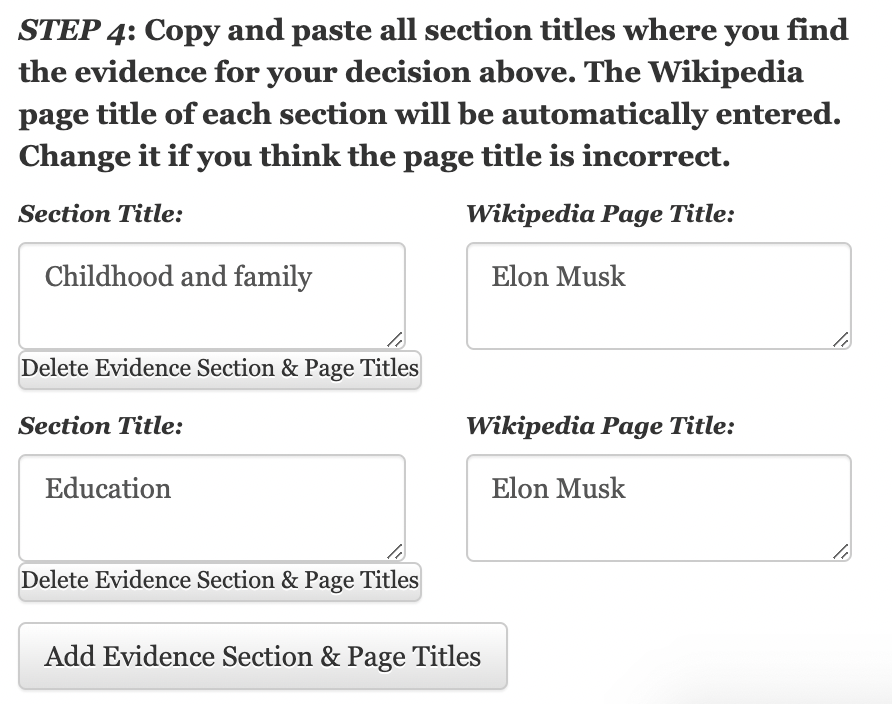 STEP 4: Copy and paste all section titles where you find
the evidence for your decision above. The Wikipedia
page title of each section will be automatically entered.
Change it if you think the page title is incorrect.
Section Title: Wikipedia Page Title:
Childhood and family Elon Musk
Delete Evidence Section & Page Titles
Section Title: Wikipedia Page Title:
Education Elon Musk
Delete Evidence Section & Page Titles
Add Evidence Section & Page Titles